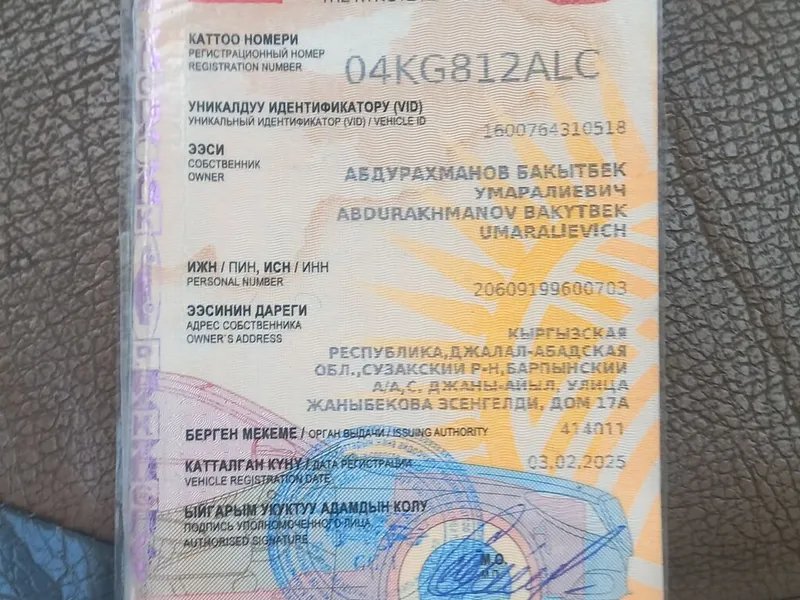 КАТТОО НОМЕРИ
РЕГИСТРАЦИОННЫЙ НОМЕР
REGISTRATION NUMBER
04KG812ALC
УНИКАЛДУУ ИДЕНТИФИКАТОРУ (VID)
УНИКАЛЬНЫЙ ИДЕНТИФИКАТОР (VID) / VEHICLE ID
1600764310518
ЭЭСИ
СОБСТВЕННИК
OWNER
АБДУРАХМАНОВ БАКЫТБЕК
УМАРАЛИЕВИЧ
ABDURAKHMANOV BAKYTBEK
UMARALIEVICH
ИЖН / ПИН, ИСН / ИНН
PERSONAL NUMBER
20609199600703
ЭЭСИНИН ДАРЕГИ
АДРЕС СОБСТВЕННИКА
OWNER`S ADDRESS
КЫРГЫЗСКАЯ
РЕСПУБЛИКА,ДЖАЛАЛ-АБАДСКАЯ
ОБЛ.,СУЗАКСКИЙ Р-Н,БАРПЫНСКИЙ
А/А,С. ДЖАНЫ-АЙЫЛ, УЛИЦА
ЖАНЫБЕКОВА ЭСЕНГЕЛДИ, ДОМ 17А
БЕРГЕН МЕКЕМЕ / ОРГАН ВЫДАЧИ / ISSUING AUTHORITY
414011
КАТТАЛГАН КҮНҮ / ДАТА РЕГИСТРАЦИИ
VEHICLE REGISTRATION DATE
03.02.2025
ЫЙГАРЫМ УКУКТУУ АДАМДЫН КОЛУ
ПОДПИСЬ УПОЛНОМОЧЕННОГО ЛИЦА
AUTHORISED SIGNATURE
М.О.